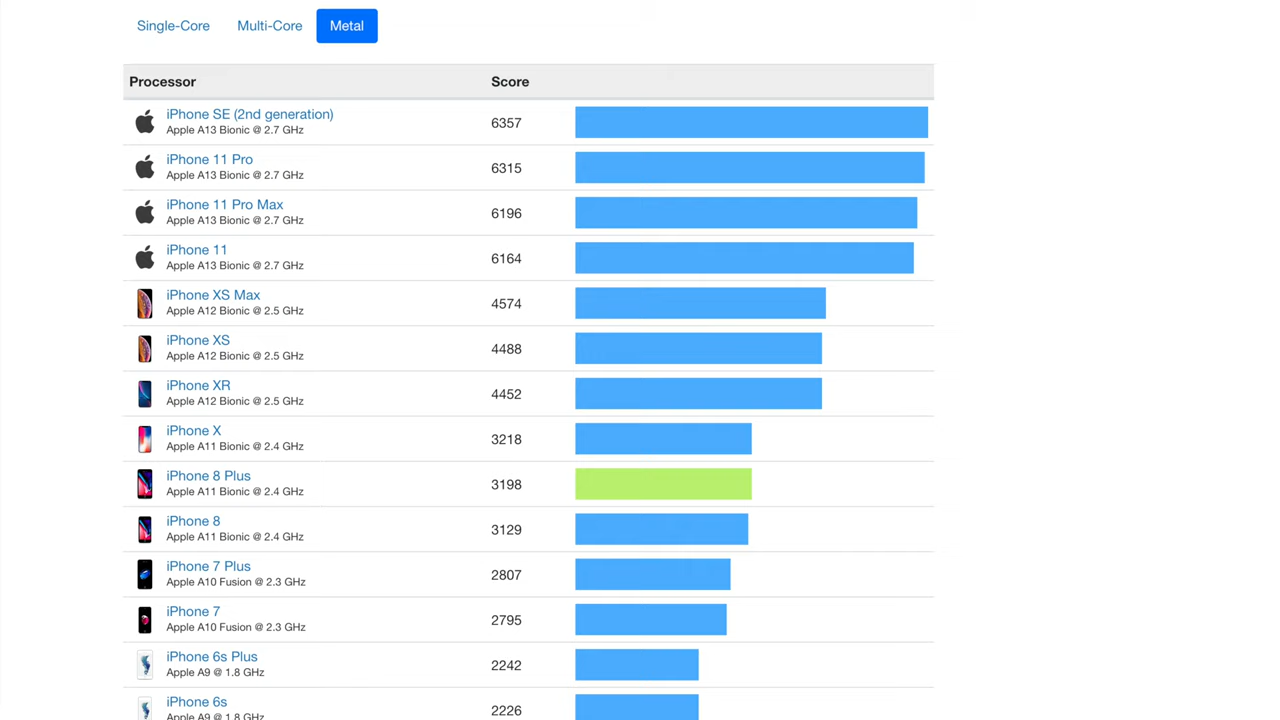 Single-Core Multi-Core Metal
Processor Score
iPhone SE (2nd generation)
Apple A13 Bionic @ 2.7 GHz
6357
iPhone 11 Pro
Apple A13 Bionic @ 2.7 GHz
6315
iPhone 11 Pro Max
Apple A13 Bionic @ 2.7 GHz
6196
iPhone 11
Apple A13 Bionic @ 2.7 GHz
6164
iPhone XS Max
Apple A12 Bionic @ 2.5 GHz
4574
iPhone XS
Apple A12 Bionic @ 2.5 GHz
4488
iPhone XR
Apple A12 Bionic @ 2.5 GHz
4452
iPhone X
Apple A11 Bionic @ 2.4 GHz
3218
iPhone 8 Plus
Apple A11 Bionic @ 2.4 GHz
3198
iPhone 8
Apple A11 Bionic @ 2.4 GHz
3129
iPhone 7 Plus
Apple A10 Fusion @ 2.3 GHz
2807
iPhone 7
Apple A10 Fusion @ 2.3 GHz
2795
iPhone 6s Plus
Apple A9 @ 1.8 GHz
2242
iPhone 6s
Apple A9 @ 1.8 GHz
2226